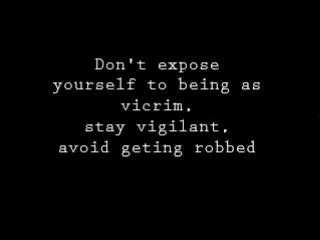 Don't expose
yourself to being as
vicrim,
stay vigilant,
avoid geting robbed